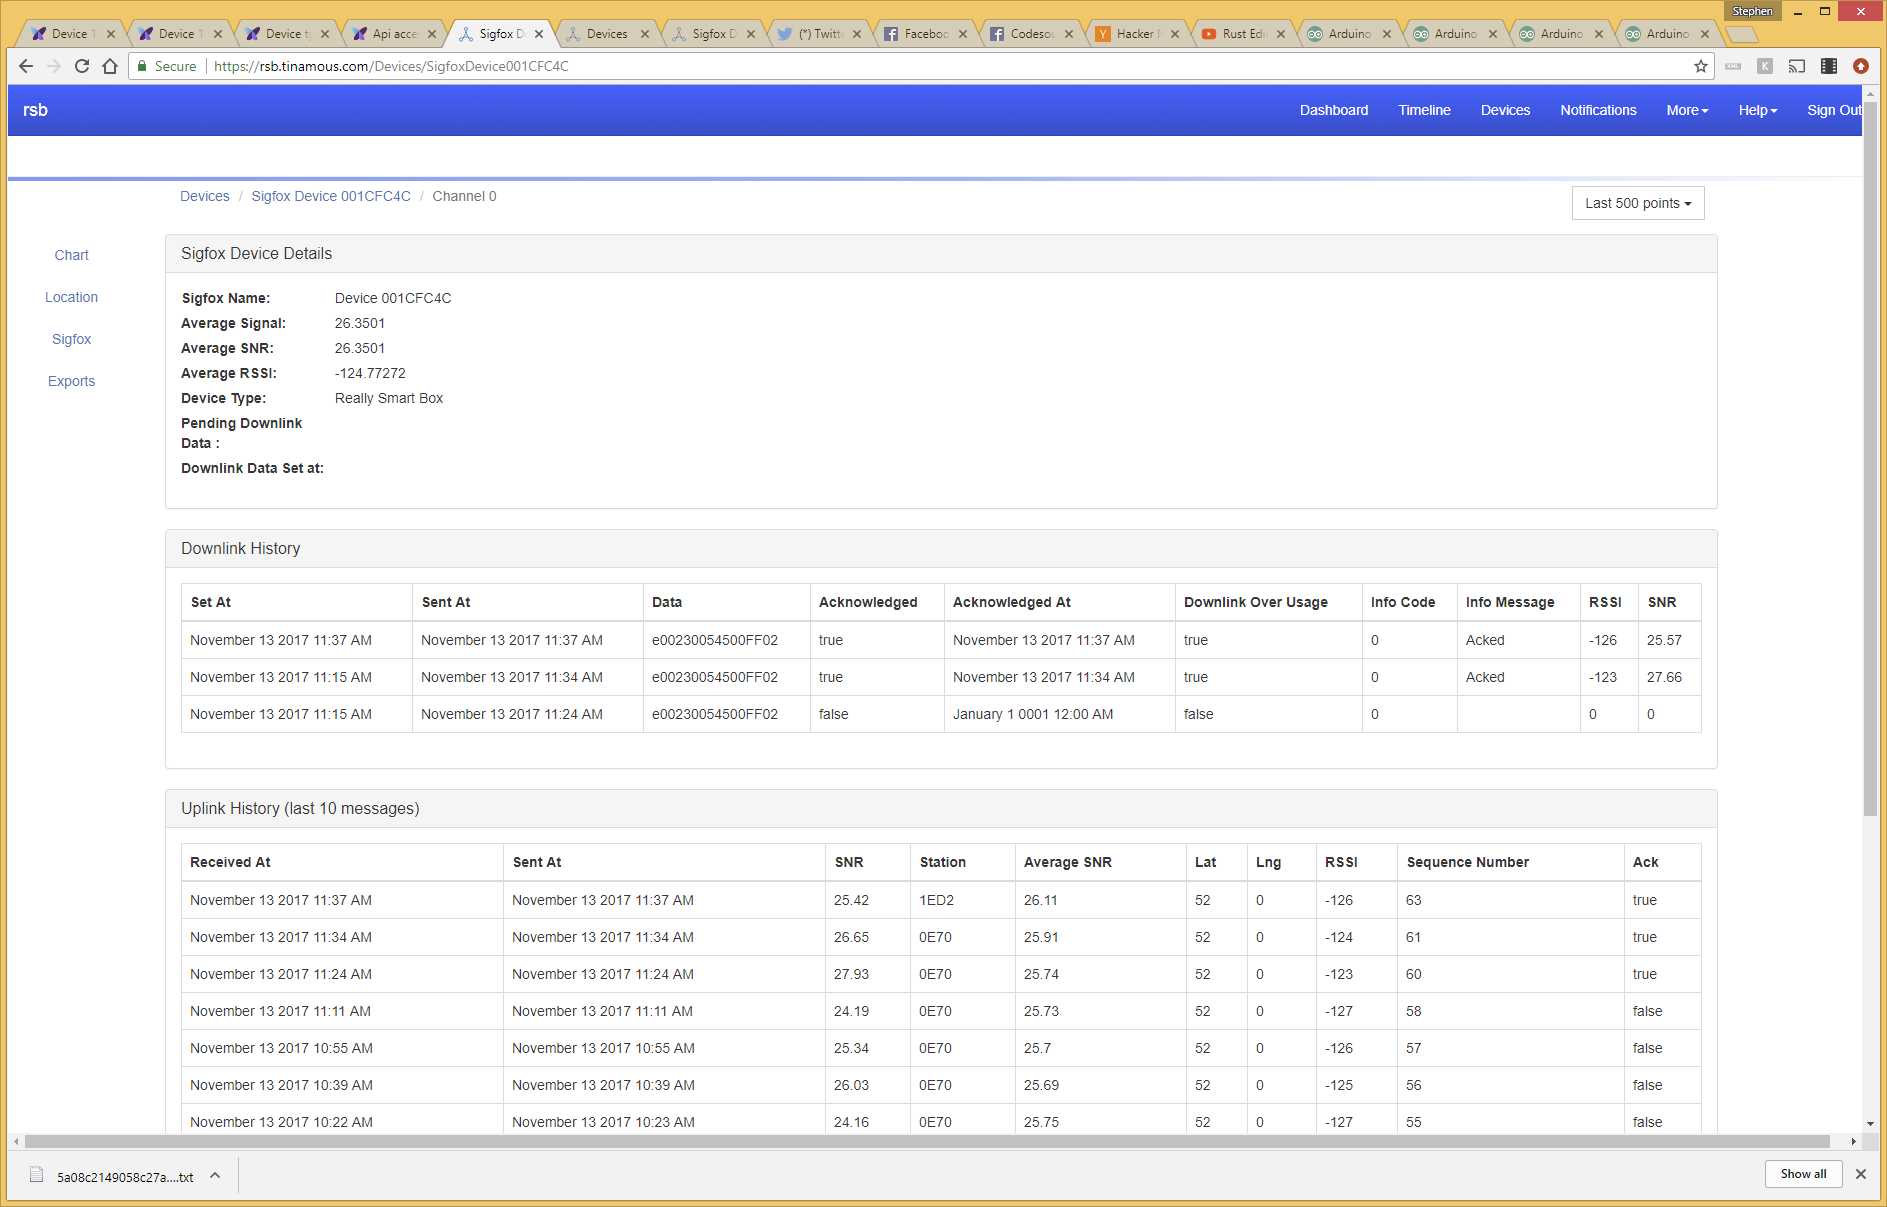 Stephen
Device T
Device T
Device t
Api acce
Sigfox D
Devices
Sigfox D
(*) Twitt
Faceboo
Codesou
Hacker
Rust Edi
Arduino
Arduino
Arduino
Arduino
Secure https://rsb.tinamous.com/Devices/SigfoxDevice001CFC4C
rsb Dashboard Timeline Devices Notifications More Help Sign Out
Devices / Sigfox Device 001CFC4C / Channel 0
Last 500 points
Chart
Location
Sigfox
Exports
Sigfox Device Details
Sigfox Name: Device 001CFC4C
Average Signal: 26.3501
Average SNR: 26.3501
Average RSSI: -124.77272
Device Type: Really Smart Box
Pending Downlink
Data :
Downlink Data Set at:
Downlink History
Set At Sent At Data Acknowledged Acknowledged At Downlink Over Usage Info Code Info Message RSSI SNR
November 13 2017 11:37 AM November 13 2017 11:37 AM e00230054500FF02 true November 13 2017 11:37 AM true 0 Acked -126 25.57
November 13 2017 11:15 AM November 13 2017 11:34 AM e00230054500FF02 true November 13 2017 11:34 AM true 0 Acked -123 27.66
November 13 2017 11:15 AM November 13 2017 11:24 AM e00230054500FF02 false January 1 0001 12:00 AM false 0 0 0
Uplink History (last 10 messages)
Received At Sent At SNR Station Average SNR Lat Lng RSSI Sequence Number Ack
November 13 2017 11:37 AM November 13 2017 11:37 AM 25.42 1ED2 26.11 52 0 -126 63 true
November 13 2017 11:34 AM November 13 2017 11:34 AM 26.65 0E70 25.91 52 0 -124 61 true
November 13 2017 11:24 AM November 13 2017 11:24 AM 27.93 0E70 25.74 52 0 -123 60 true
November 13 2017 11:11 AM November 13 2017 11:11 AM 24.19 0E70 25.73 52 0 -127 58 false
November 13 2017 10:55 AM November 13 2017 10:55 AM 25.34 0E70 25.7 52 0 -126 57 false
November 13 2017 10:39 AM November 13 2017 10:39 AM 26.03 0E70 25.69 52 0 -125 56 false
November 13 2017 10:22 AM November 13 2017 10:23 AM 24.16 0E70 25.75 52 0 -127 55 false
5a08c2149058c27a....txt
Show all